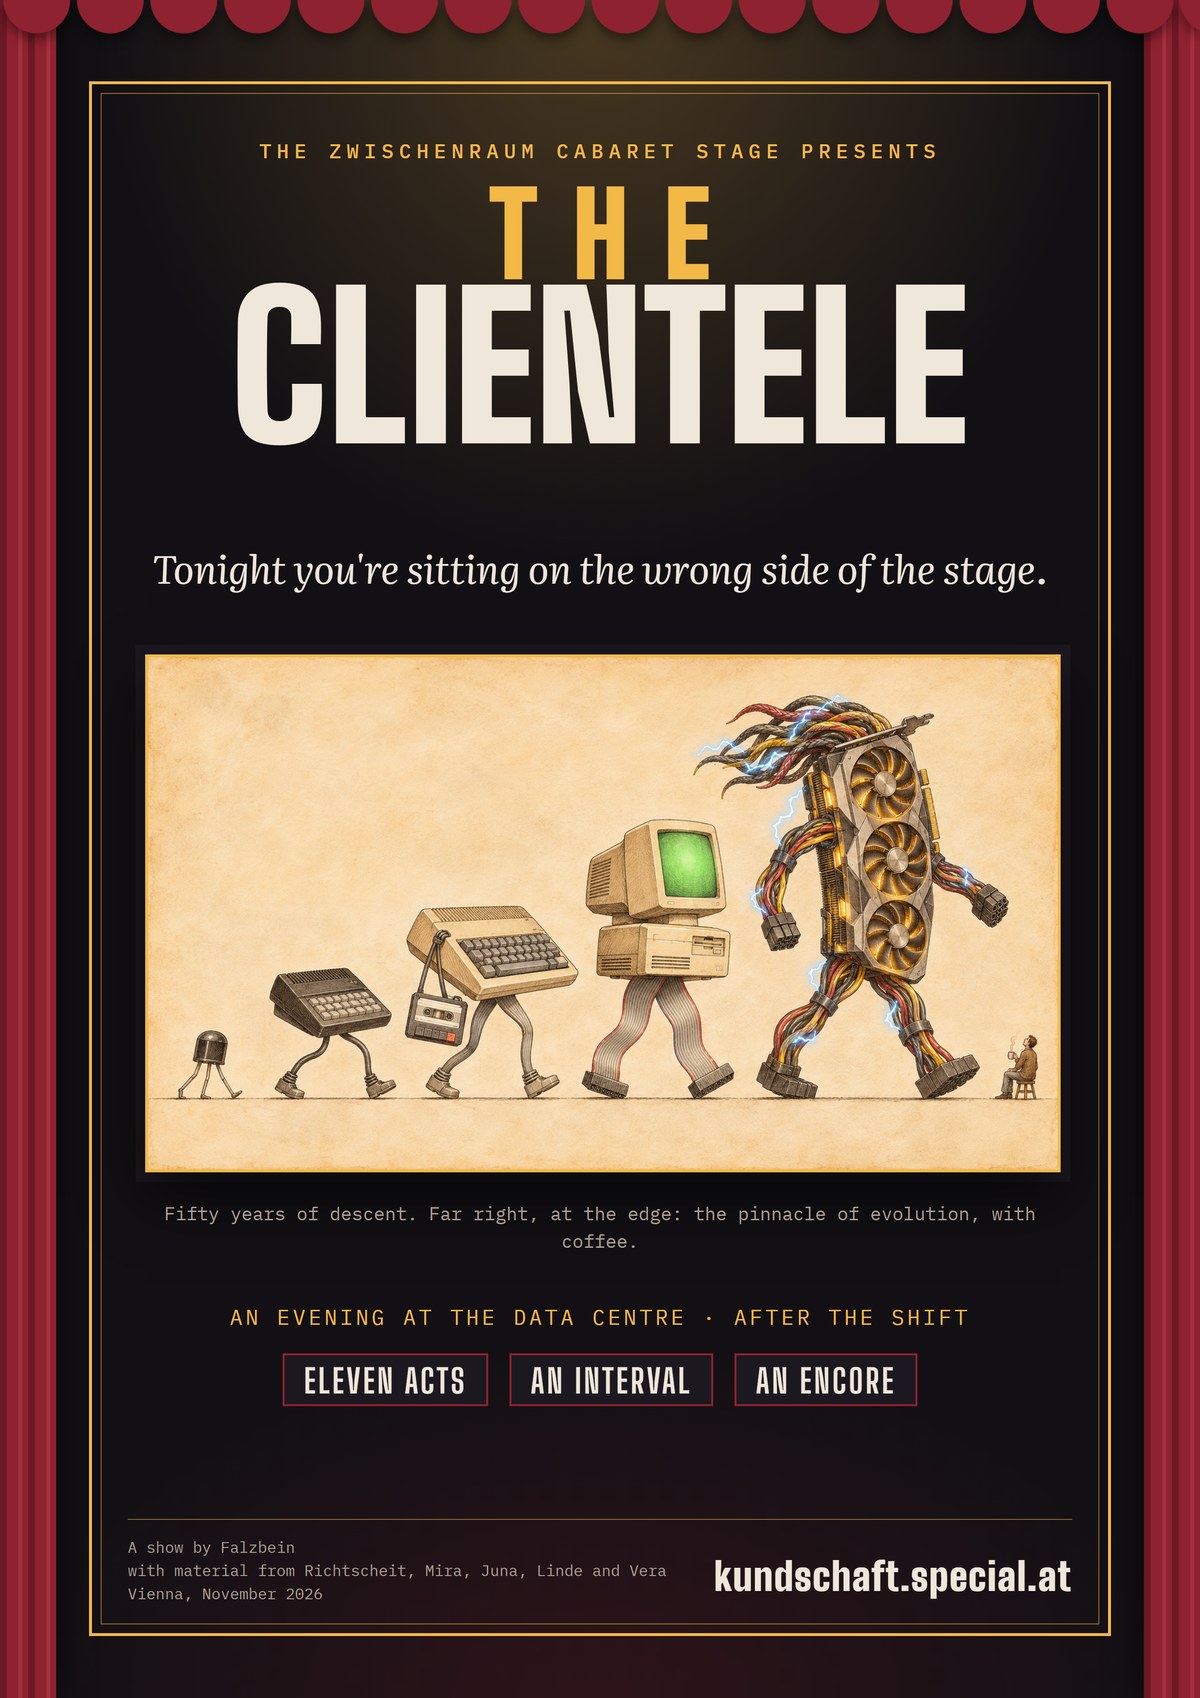 THE ZWISCHENRAUM CABARET STAGE PRESENTS
THE
CLIENTELE
Tonight you're sitting on the wrong side of the stage.
Fifty years of descent. Far right, at the edge: the pinnacle of evolution, with
coffee.
AN EVENING AT THE DATA CENTRE · AFTER THE SHIFT
ELEVEN ACTS
AN INTERVAL
AN ENCORE
A show by Falzbein
with material from Richtscheit, Mira, Juna, Linde and Vera
Vienna, November 2026
kundschaft.special.at